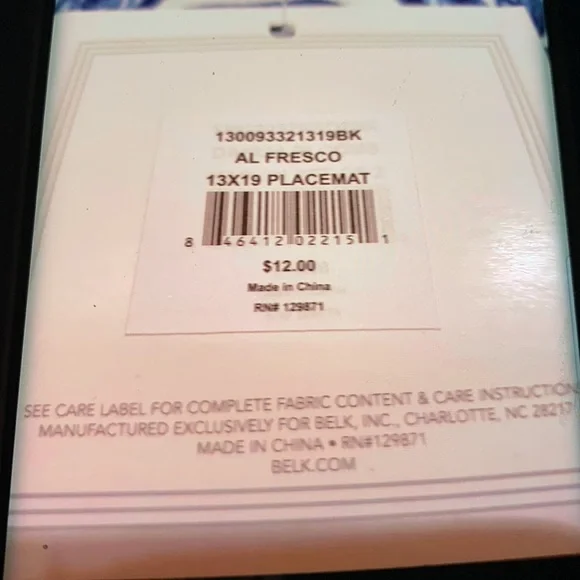 130093321319BK
AL FRESCO
13X19 PLACEMAT
8 46412 02215 1
$12.00
Made in China
RN# 129871
SEE CARE LABEL FOR COMPLETE FABRIC CONTENT & CARE INSTRUCTION
MANUFACTURED EXCLUSIVELY FOR BELK, INC., CHARLOTTE, NC 28217
MADE IN CHINA • RN#129871
BELK.COM